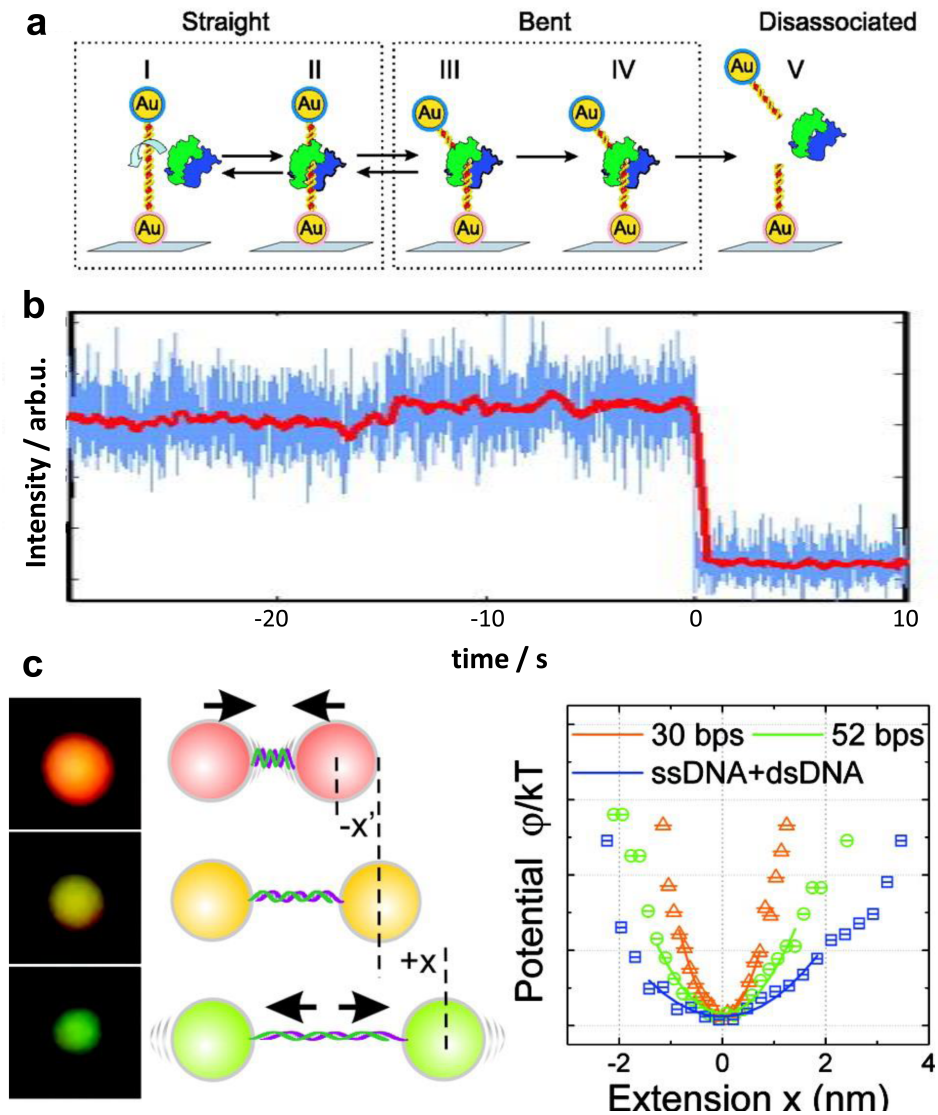 a
Straight
Bent
Disassociated
I
II
III
IV
V
Au
Au
Au
Au
Au
Au
Au
Au
Au
Au
b
Intensity / arb.u.
-20
-10
0
10
time / s
c
-x'
+x
30 bps
52 bps
ssDNA+dsDNA
Potential φ/kT
-2
0
2
4
Extension x (nm)